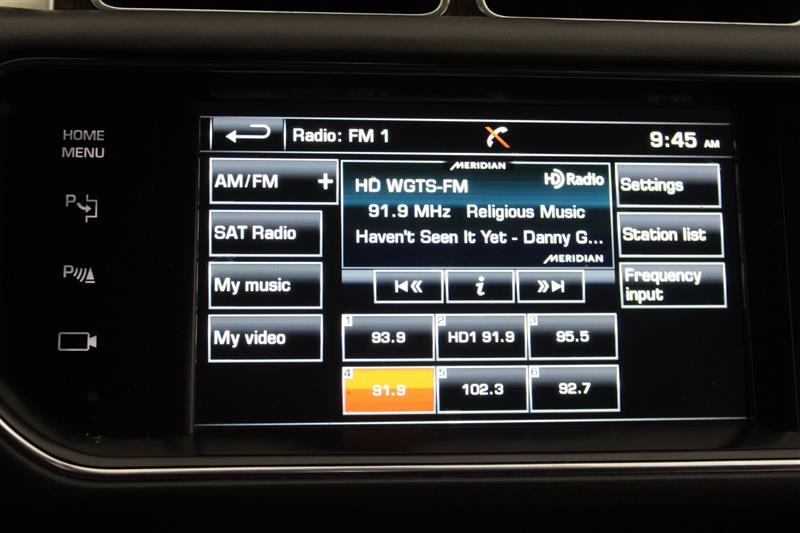 HOME
MENU
P
P
Radio: FM 1
9:45 AM
AM/FM +
SAT Radio
My music
My video
MERIDIAN
HD WGTS-FM
HD Radio
91.9 MHz Religious Music
Haven't Seen It Yet - Danny G...
MERIDIAN
i
Settings
Station list
Frequency
input
1 93.9
2 HD1 91.9
3 95.5
4 91.9
5 102.3
6 92.7